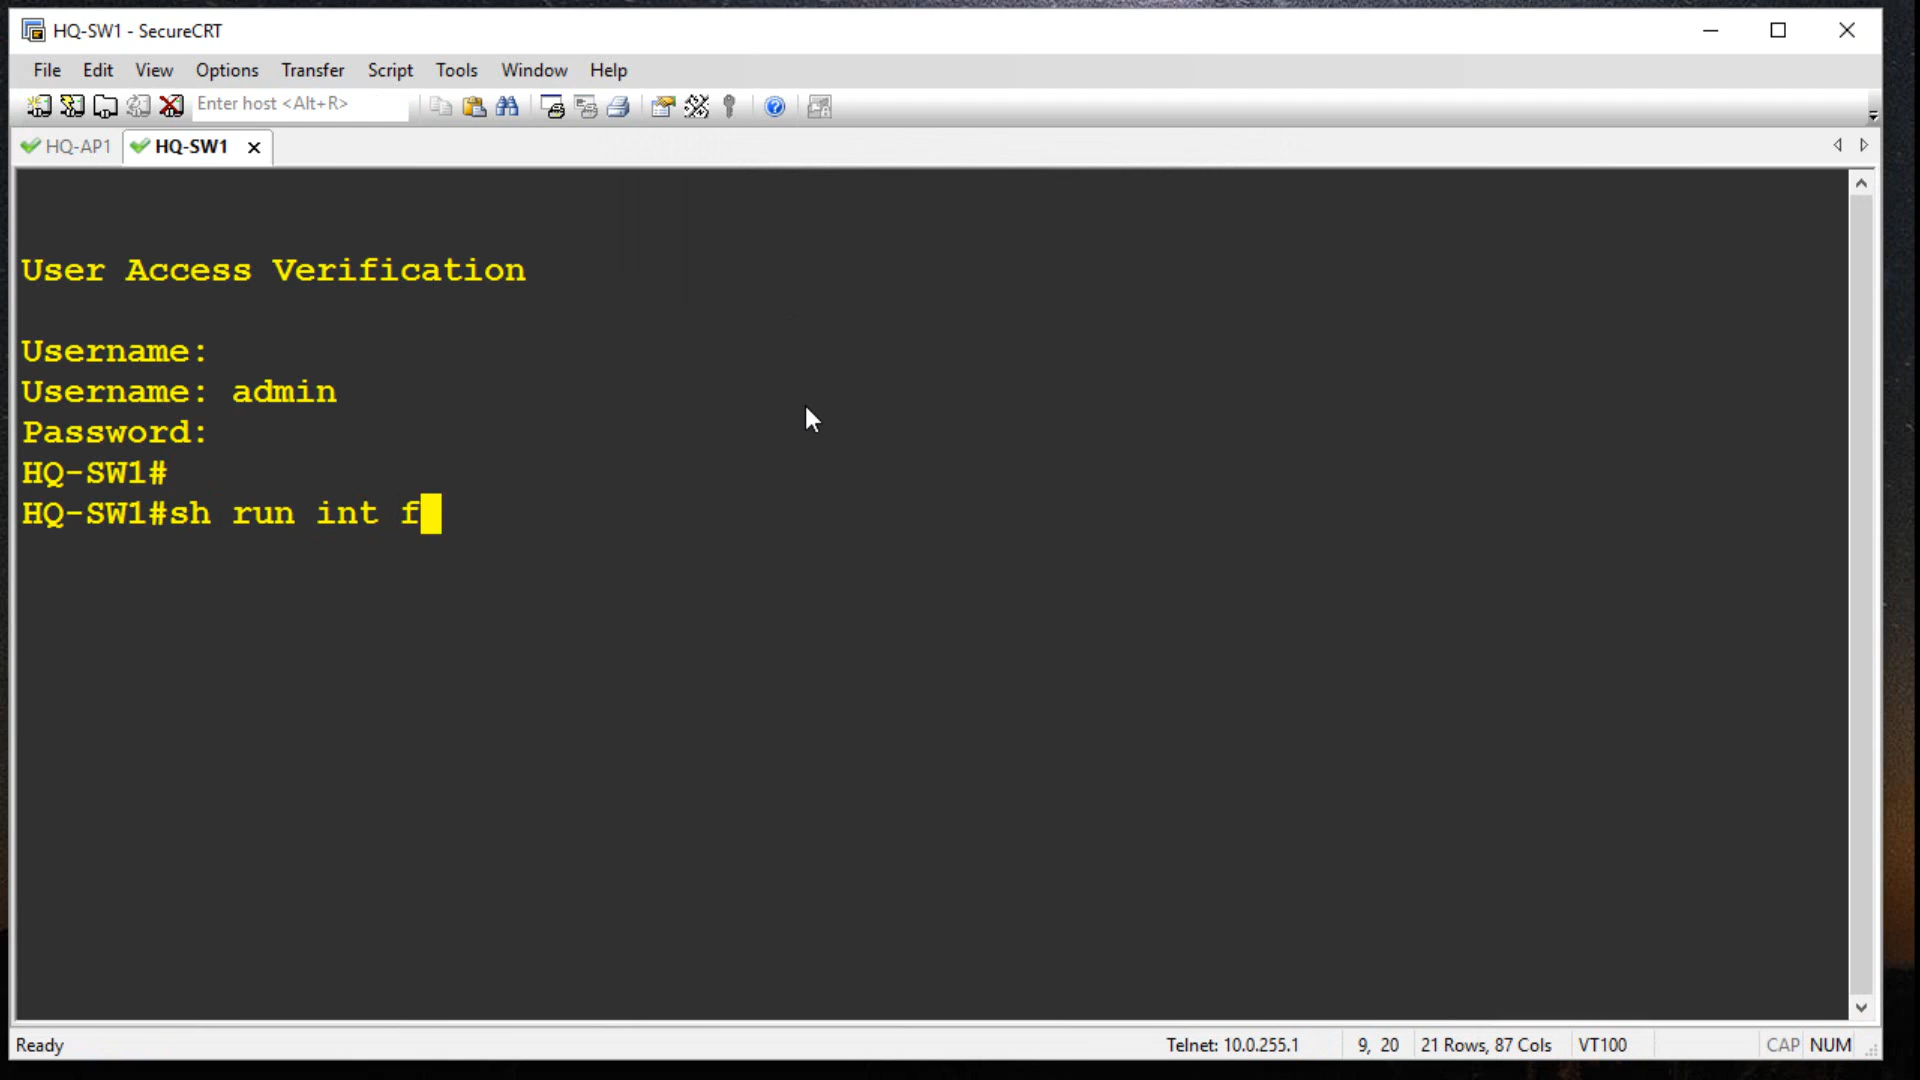 HQ-SW1 - SecureCRT
File Edit View Options Transfer Script Tools Window Help
Enter host <Alt+R>
HQ-AP1 HQ-SW1
User Access Verification
Username:
Username: admin
Password:
HQ-SW1#
HQ-SW1#sh run int f
Ready Telnet: 10.0.255.1 9, 20 21 Rows, 87 Cols VT100 CAP NUM